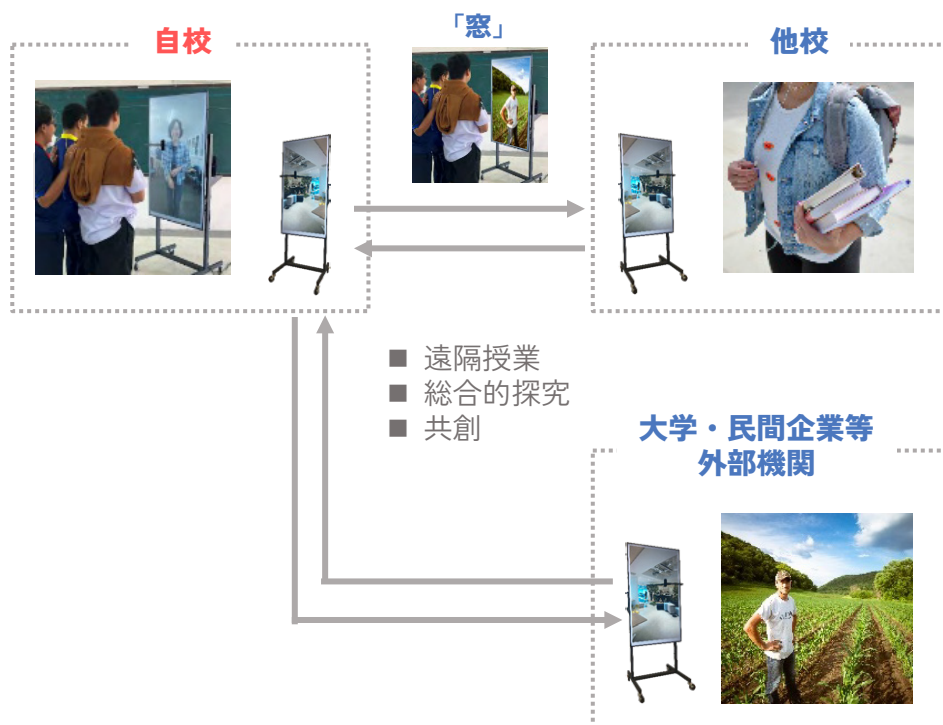 自校
「窓」
他校
■ 遠隔授業
■ 総合的探究
■ 共創
大学・民間企業等
外部機関